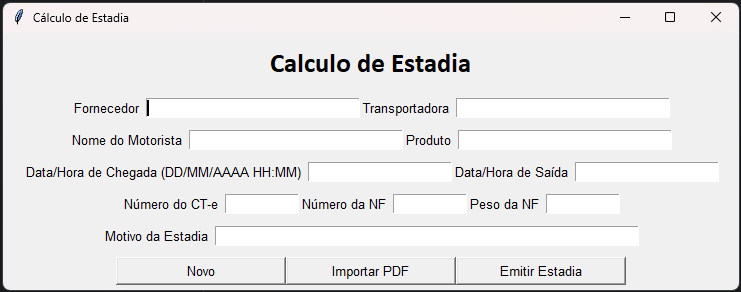 Cálculo de Estadia
Calculo de Estadia
Fornecedor Transportadora
Nome do Motorista Produto
Data/Hora de Chegada (DD/MM/AAAA HH:MM) Data/Hora de Saída
Número do CT-e Número da NF Peso da NF
Motivo da Estadia
Novo Importar PDF Emitir Estadia